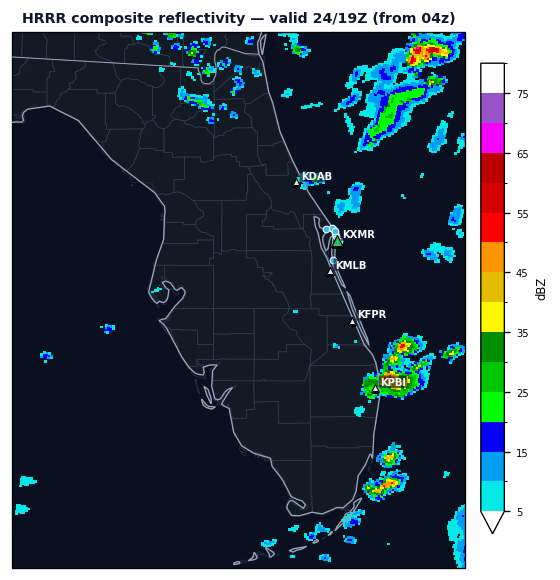 HRRR composite reflectivity — valid 24/19Z (from 04z)
KDAB
KXMR
KMLB
KFPR
KPBI
75
65
55
45
35
25
15
5
dBZ